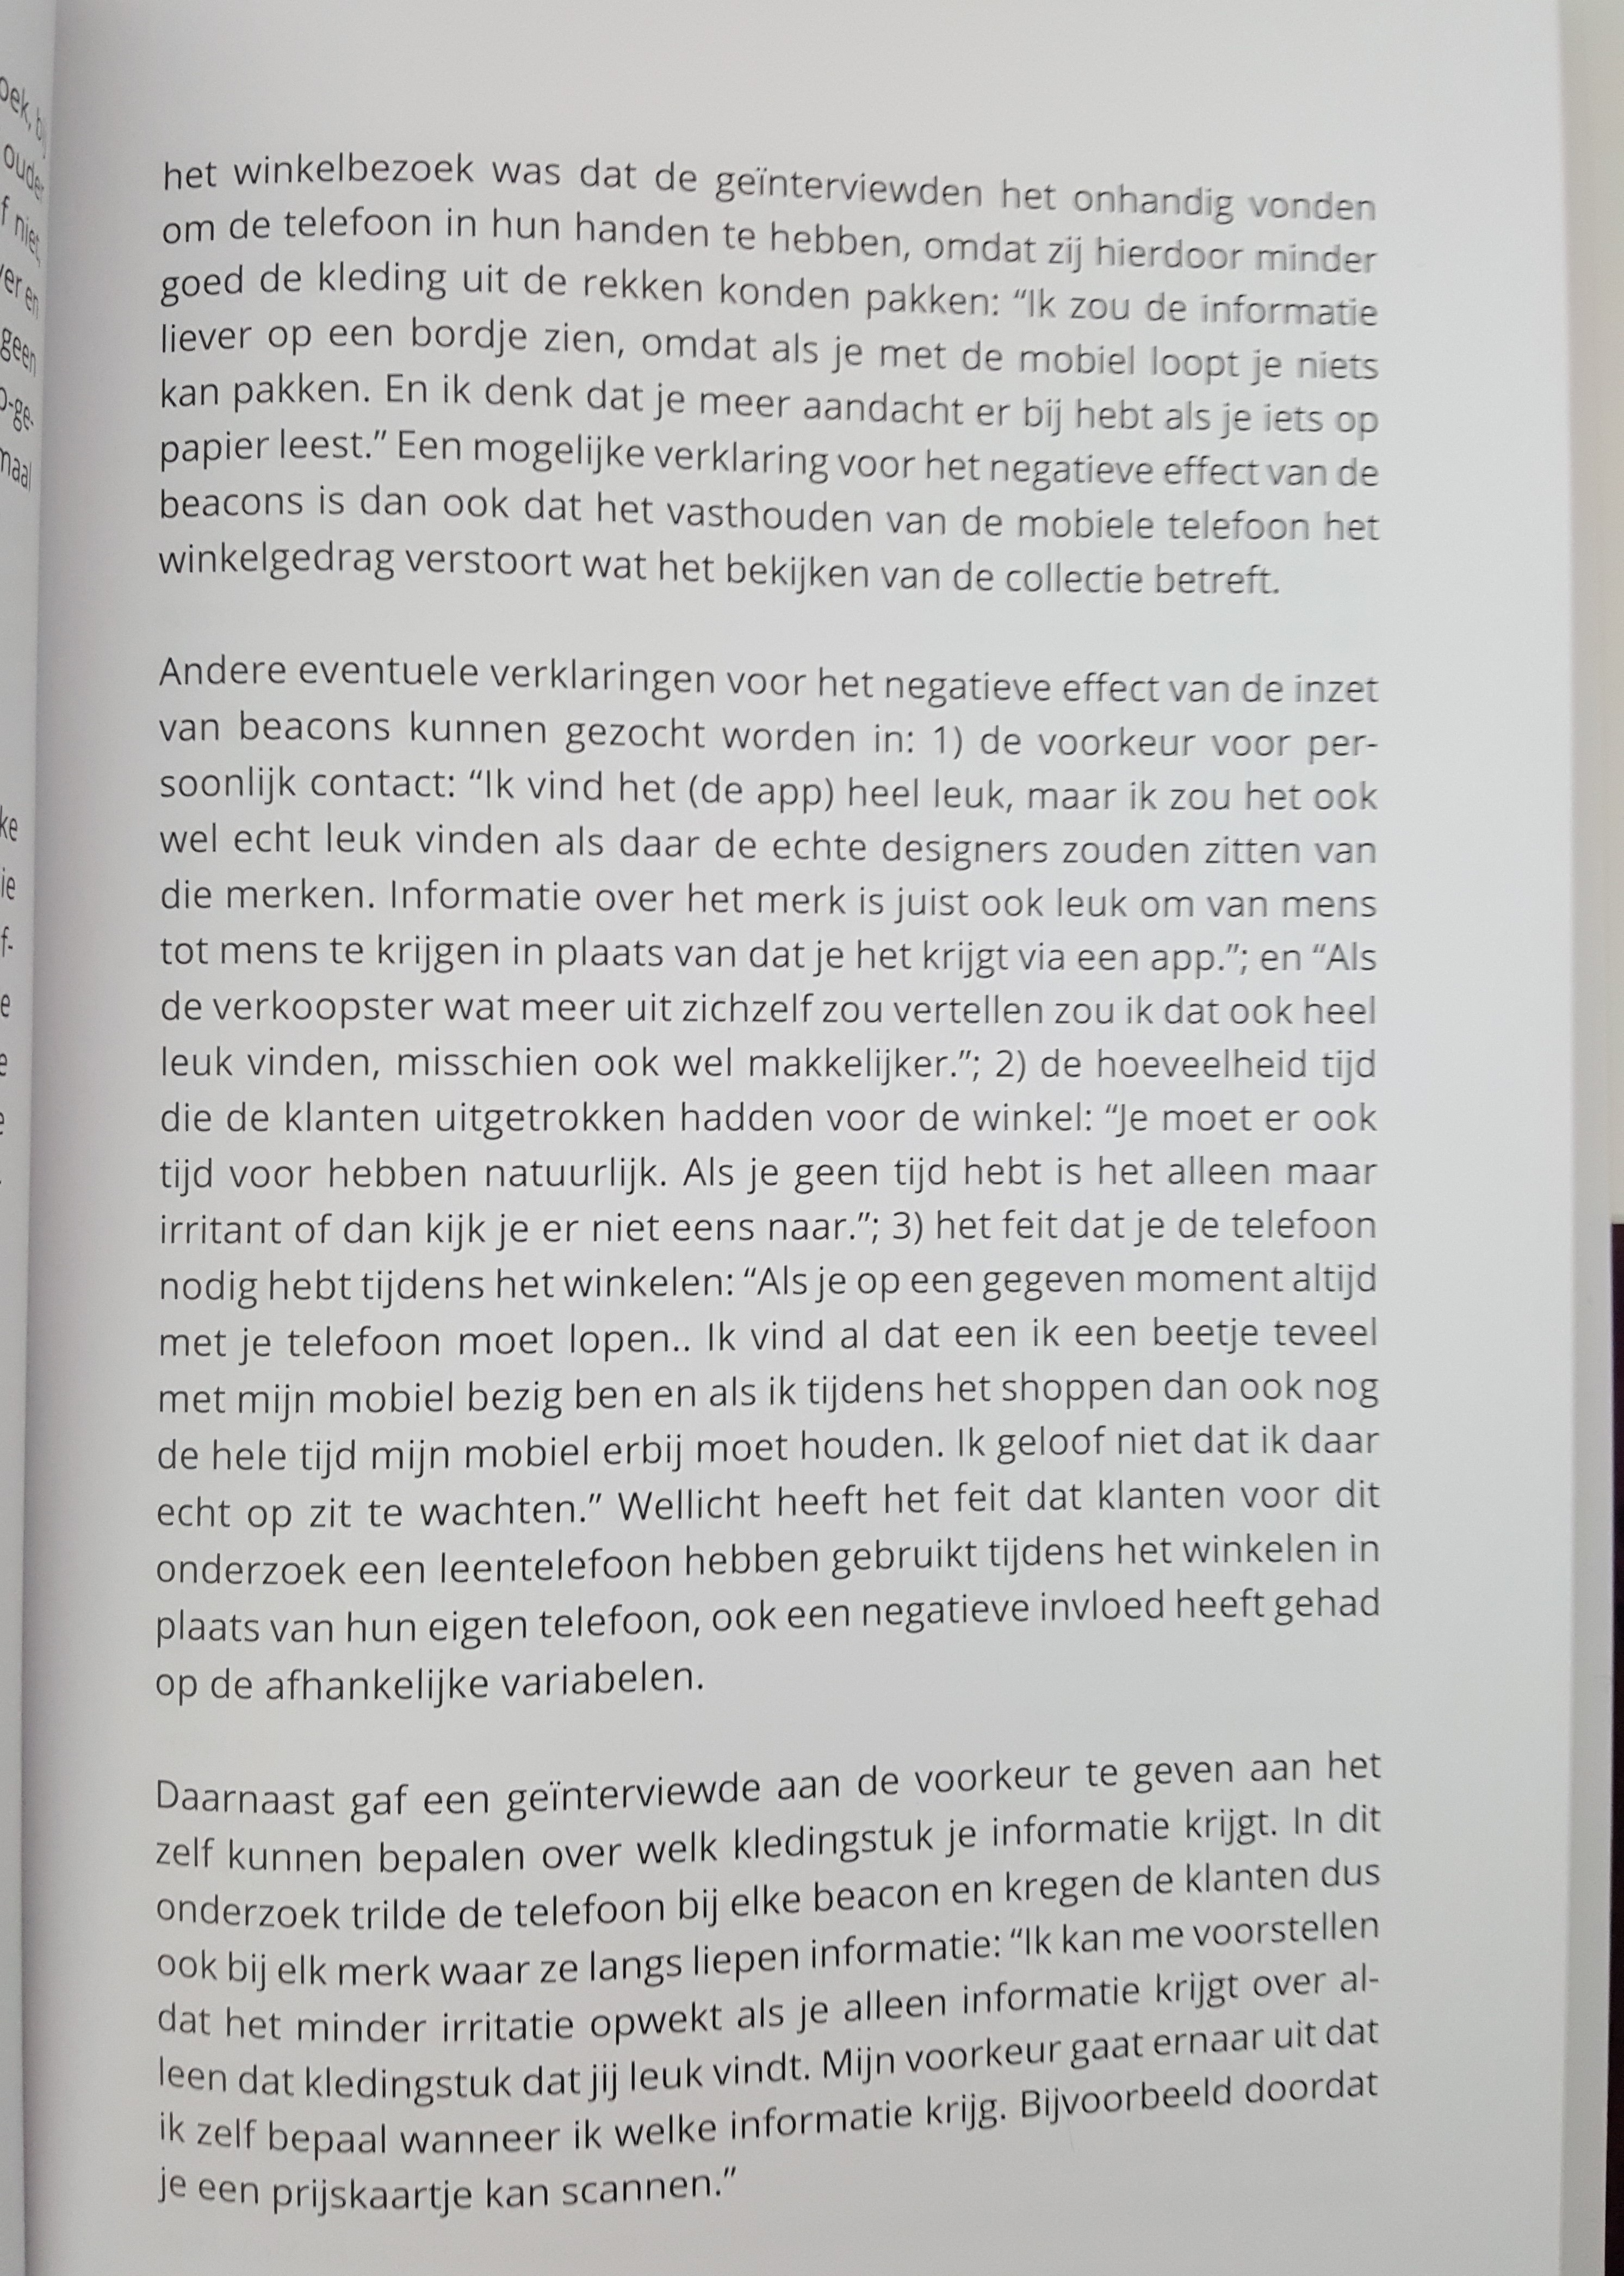 het winkelbezoek was dat de geïnterviewden het onhandig vonden
om de telefoon in hun handen te hebben, omdat zij hierdoor minder
goed de kleding uit de rekken konden pakken: “Ik zou de informatie
liever op een bordje zien, omdat als je met de mobiel loopt je niets
kan pakken. En ik denk dat je meer aandacht er bij hebt als je iets op
papier leest.” Een mogelijke verklaring voor het negatieve effect van de
beacons is dan ook dat het vasthouden van de mobiele telefoon het
winkelgedrag verstoort wat het bekijken van de collectie betreft.
Andere eventuele verklaringen voor het negatieve effect van de inzet
van beacons kunnen gezocht worden in: 1) de voorkeur voor per-
soonlijk contact: “Ik vind het (de app) heel leuk, maar ik zou het ook
wel echt leuk vinden als daar de echte designers zouden zitten van
die merken. Informatie over het merk is juist ook leuk om van mens
tot mens te krijgen in plaats van dat je het krijgt via een app.”; en “Als
de verkoopster wat meer uit zichzelf zou vertellen zou ik dat ook heel
leuk vinden, misschien ook wel makkelijker.”; 2) de hoeveelheid tijd
die de klanten uitgetrokken hadden voor de winkel: “Je moet er ook
tijd voor hebben natuurlijk. Als je geen tijd hebt is het alleen maar
irritant of dan kijk je er niet eens naar.”; 3) het feit dat je de telefoon
nodig hebt tijdens het winkelen: “Als je op een gegeven moment altijd
met je telefoon moet lopen.. Ik vind al dat een ik een beetje teveel
met mijn mobiel bezig ben en als ik tijdens het shoppen dan ook nog
de hele tijd mijn mobiel erbij moet houden. Ik geloof niet dat ik daar
echt op zit te wachten.” Wellicht heeft het feit dat klanten voor dit
onderzoek een leentelefoon hebben gebruikt tijdens het winkelen in
plaats van hun eigen telefoon, ook een negatieve invloed heeft gehad
op de afhankelijke variabelen.
Daarnaast gaf een geïnterviewde aan de voorkeur te geven aan het
zelf kunnen bepalen over welk kledingstuk je informatie krijgt. In dit
onderzoek trilde de telefoon bij elke beacon en kregen de klanten dus
ook bij elk merk waar ze langs liepen informatie: “Ik kan me voorstellen
dat het minder irritatie opwekt als je alleen informatie krijgt over al-
leen dat kledingstuk dat jij leuk vindt. Mijn voorkeur gaat ernaar uit dat
ik zelf bepaal wanneer ik welke informatie krijg. Bijvoorbeeld doordat
je een prijskaartje kan scannen.”